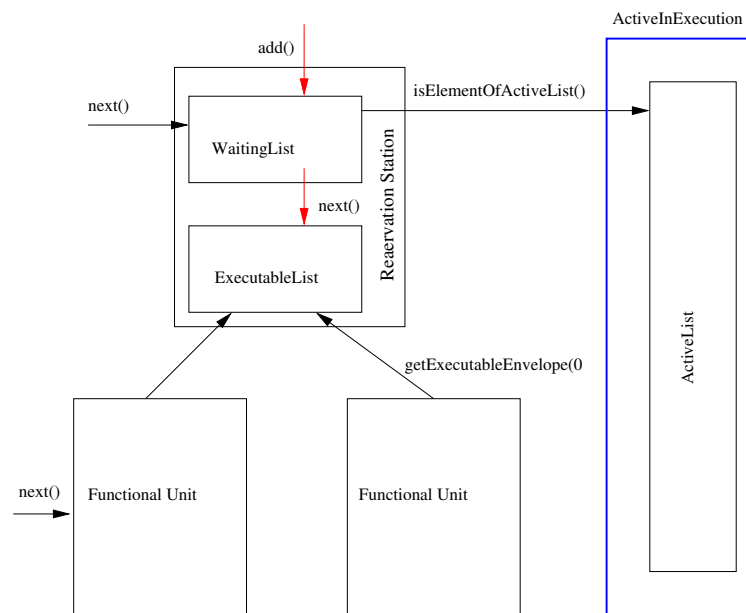 ActiveInExecution
add()
next()
isElementOfActiveList()
WaitingList
Reaervation Station
next()
ExecutableList
ActiveList
getExecutableEnvelope(0
next()
Functional Unit
Functional Unit